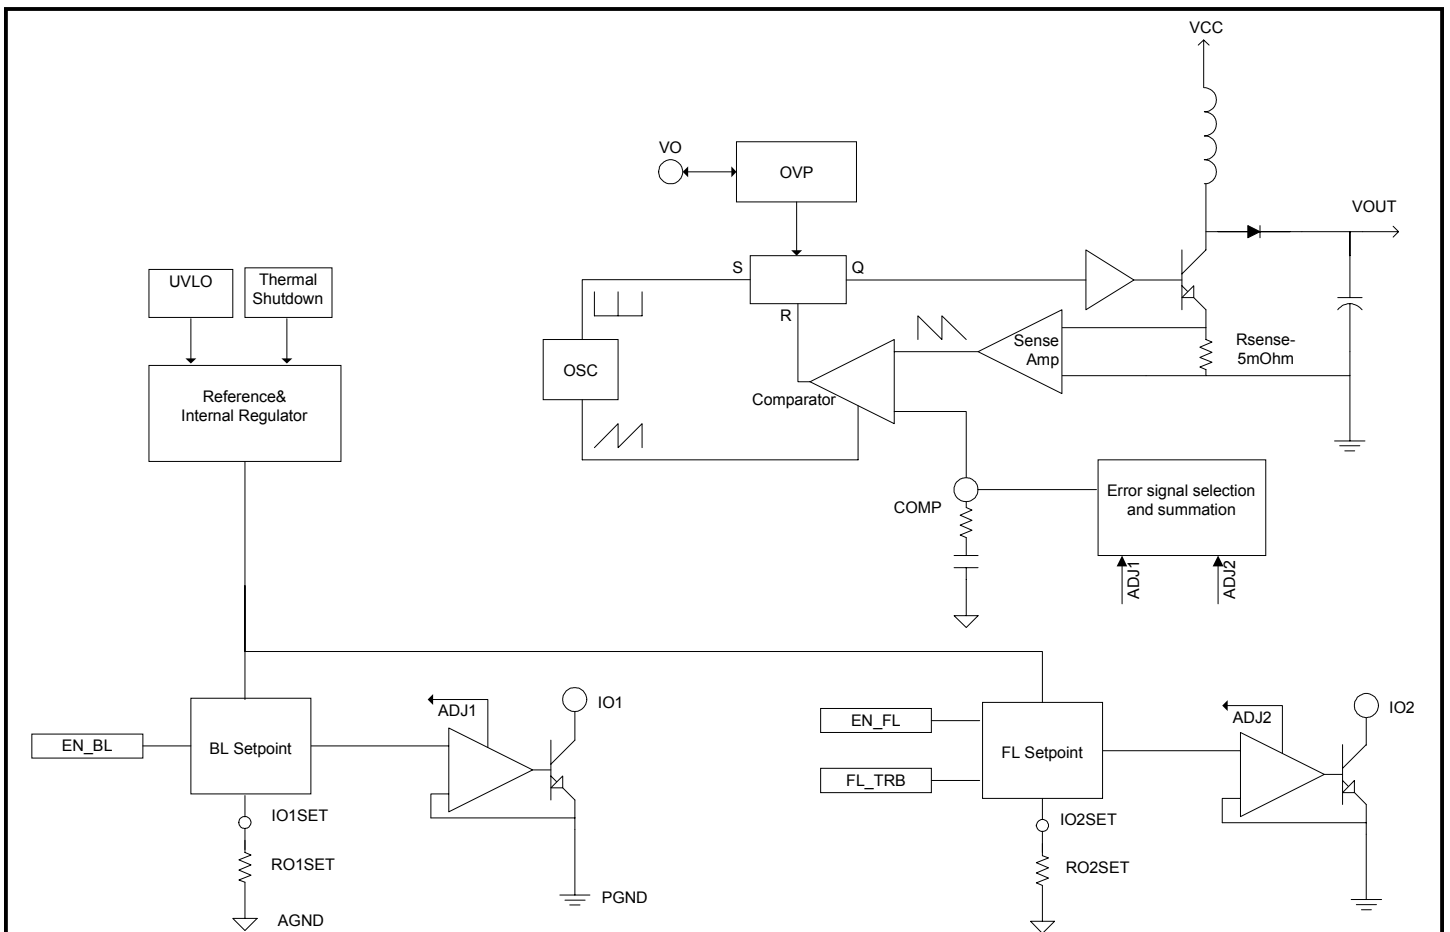 VCC
VO
OVP
VOUT
S
Q
UVLO
Thermal
Shutdown
R
Sense
Amp
Rsense-
5mOhm
OSC
Comparator
Reference&
Internal Regulator
COMP
Error signal selection
and summation
ADJ1
ADJ2
ADJ1
IO1
EN_BL
BL Setpoint
EN_FL
FL_TRB
FL Setpoint
ADJ2
IO2
IO1SET
RO1SET
AGND
PGND
IO2SET
RO2SET